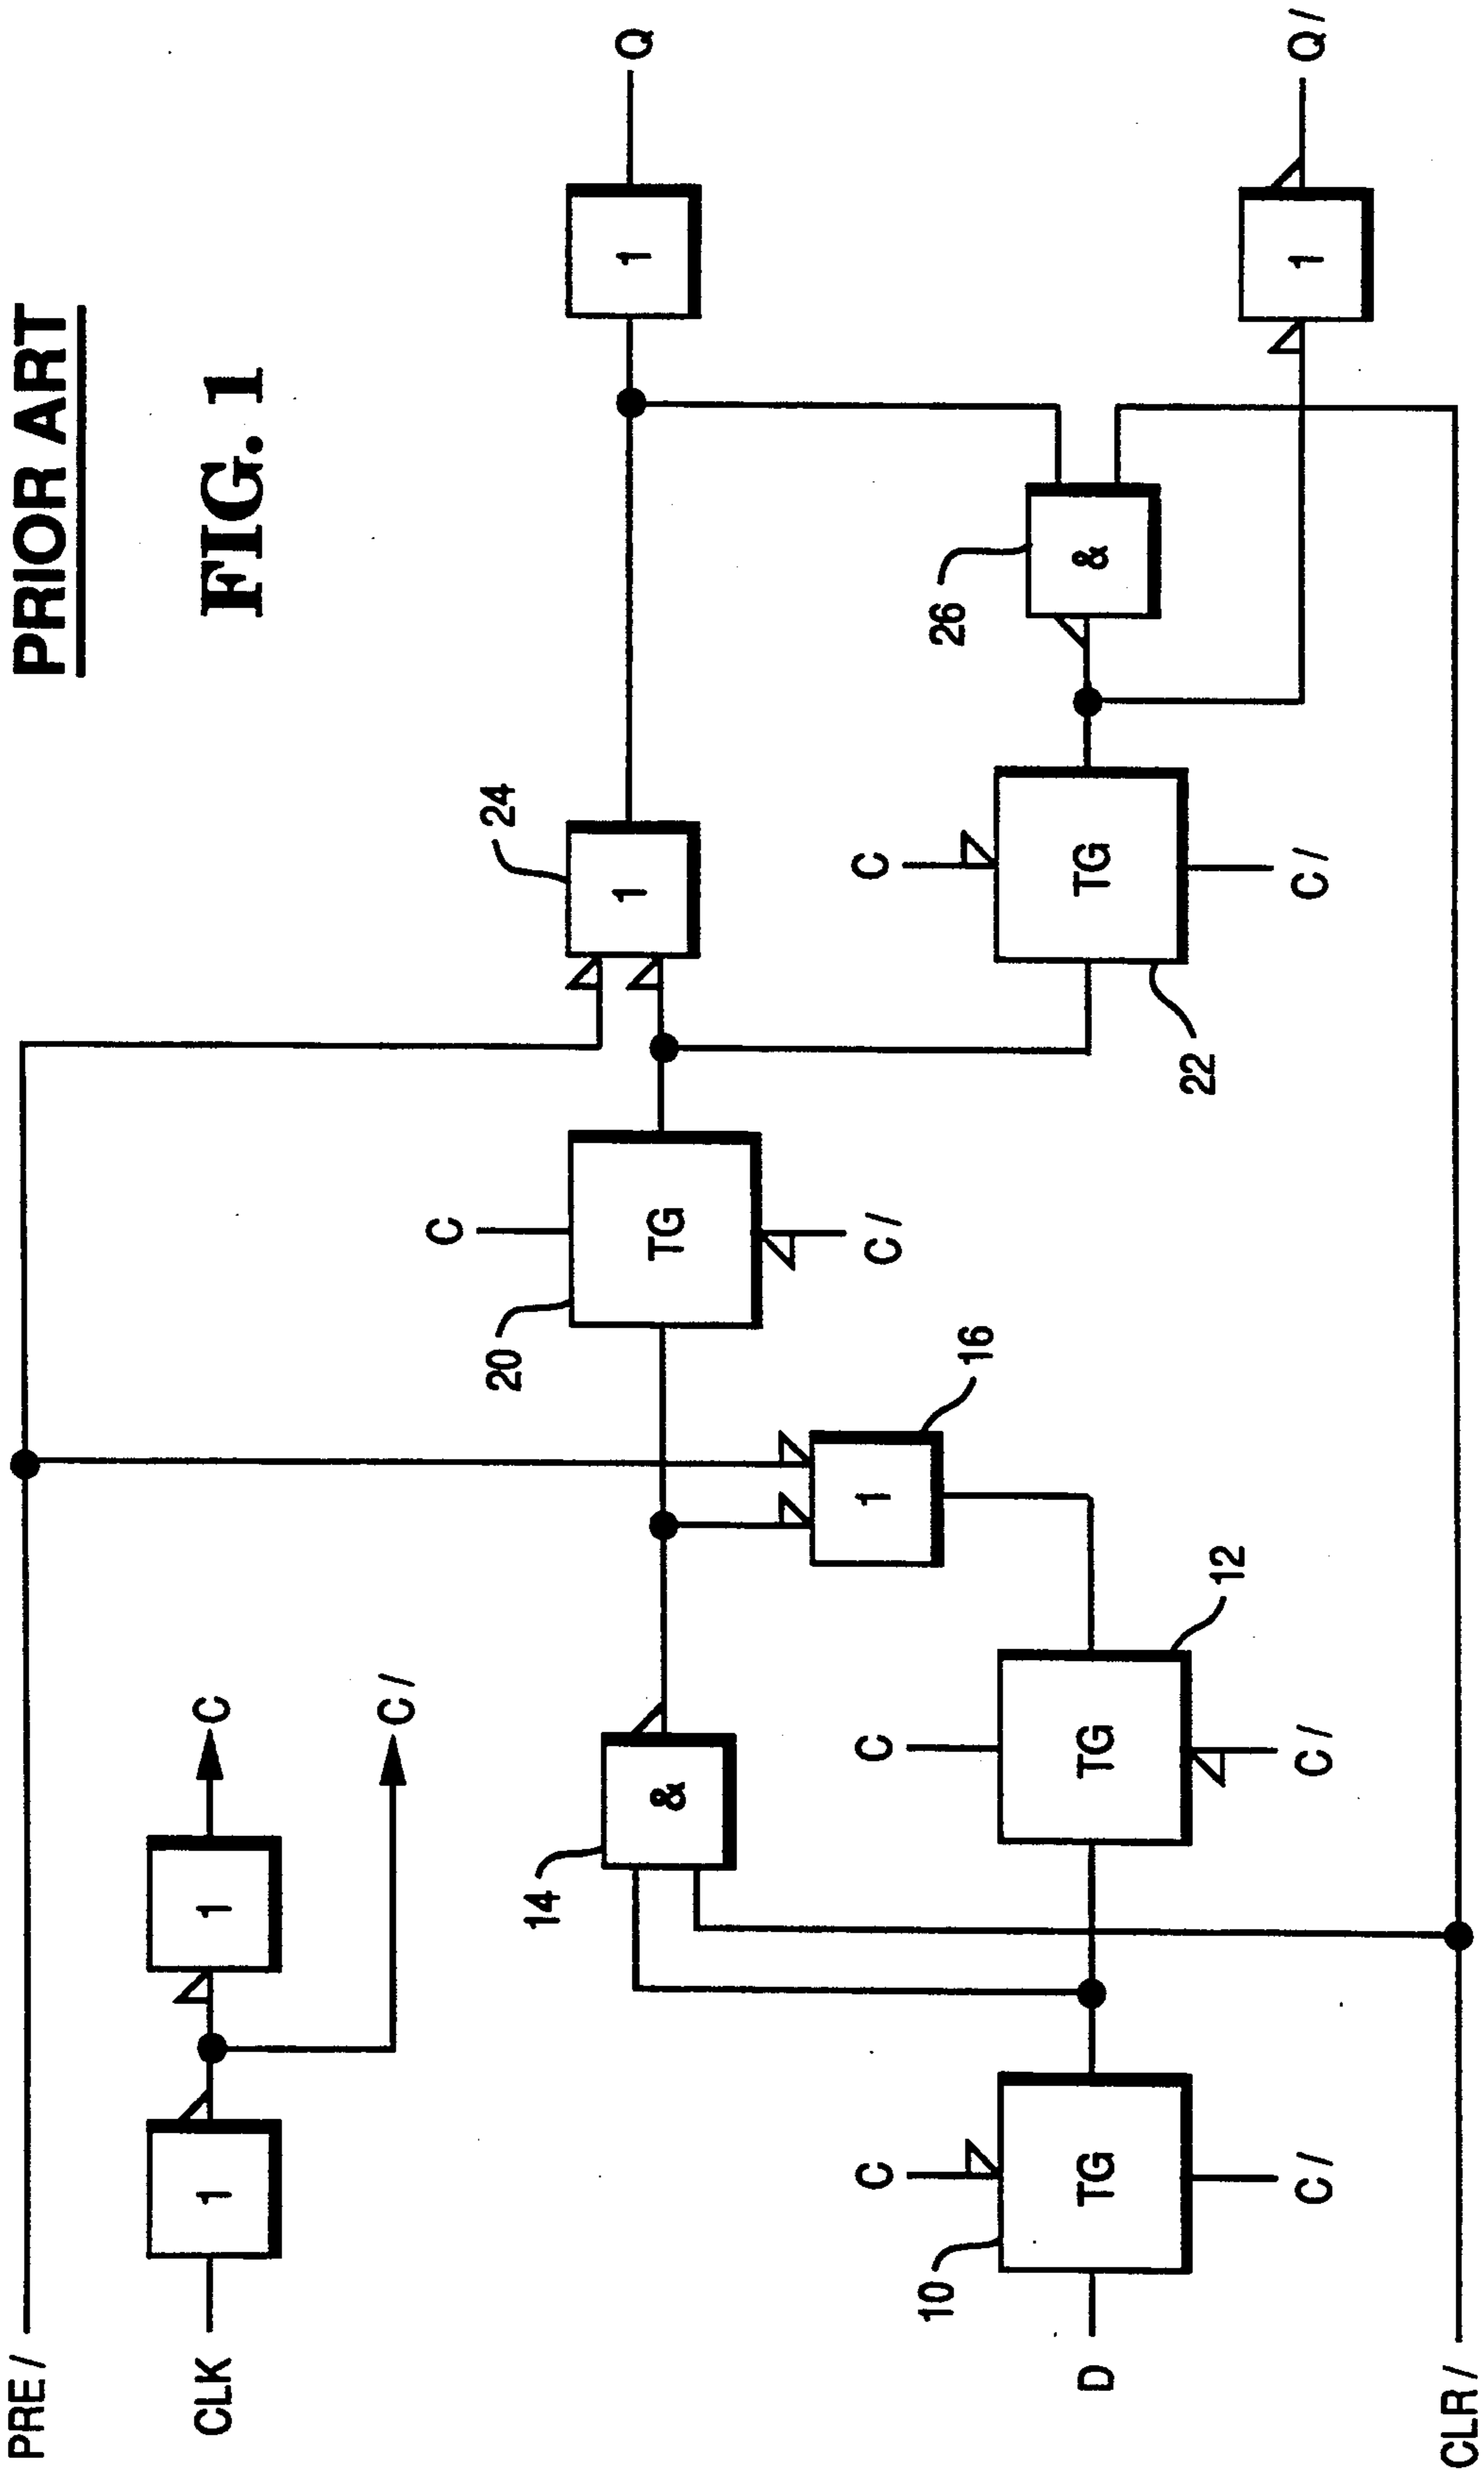 PRIOR ART
FIG. 1
PRE /
CLK
1
1
C
C /
D
10
TG
C
C /
14
&
12
TG
C
C /
16
1
20
TG
C
C /
24
1
22
TG
C
C /
26
&
1
Q
1
Q /
CLR /